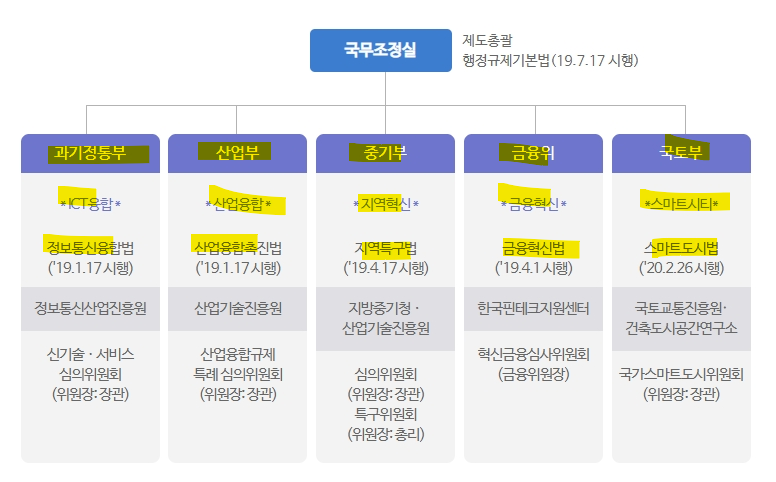 국무조정실
제도총괄
행정규제기본법(19.7.17 시행)
과기정통부
*ICT융합*
정보통신융합법
('19.1.17 시행)
정보통신산업진흥원
신기술·서비스
심의위원회
(위원장: 장관)
산업부
*산업융합*
산업융합촉진법
('19.1.17 시행)
산업기술진흥원
산업융합규제
특례 심의위원회
(위원장: 장관)
중기부
*지역혁신*
지역특구법
('19.4.17 시행)
지방중기청·
산업기술진흥원
심의위원회
(위원장: 장관)
특구위원회
(위원장: 총리)
금융위
*금융혁신*
금융혁신법
('19.4.1 시행)
한국핀테크지원센터
혁신금융심사위원회
(금융위원장)
국토부
*스마트시티*
스마트도시법
('20.2.26 시행)
국토교통진흥원·
건축도시공간연구소
국가스마트도시위원회
(위원장: 장관)